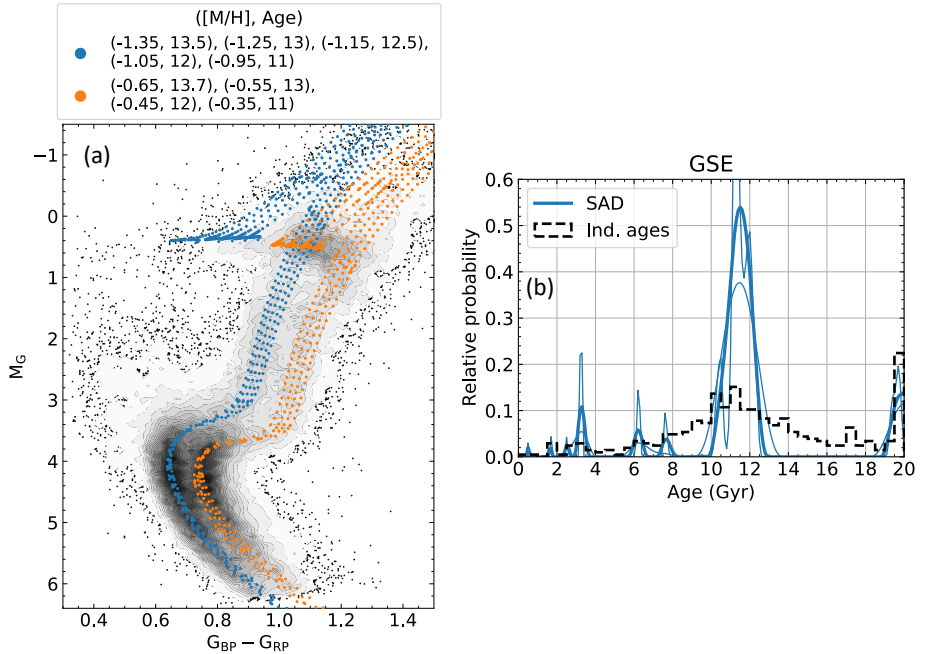 ([M/H], Age)
(-1.35, 13.5), (-1.25, 13), (-1.15, 12.5),
(-1.05, 12), (-0.95, 11)
(-0.65, 13.7), (-0.55, 13),
(-0.45, 12), (-0.35, 11)
(a)
−1
0
1
2
3
4
5
6
M_G
0.4 0.6 0.8 1.0 1.2 1.4
G_BP − G_RP
GSE
SAD
Ind. ages
(b)
0.6
0.5
0.4
0.3
0.2
0.1
0.0
Relative probability
0 2 4 6 8 10 12 14 16 18 20
Age (Gyr)